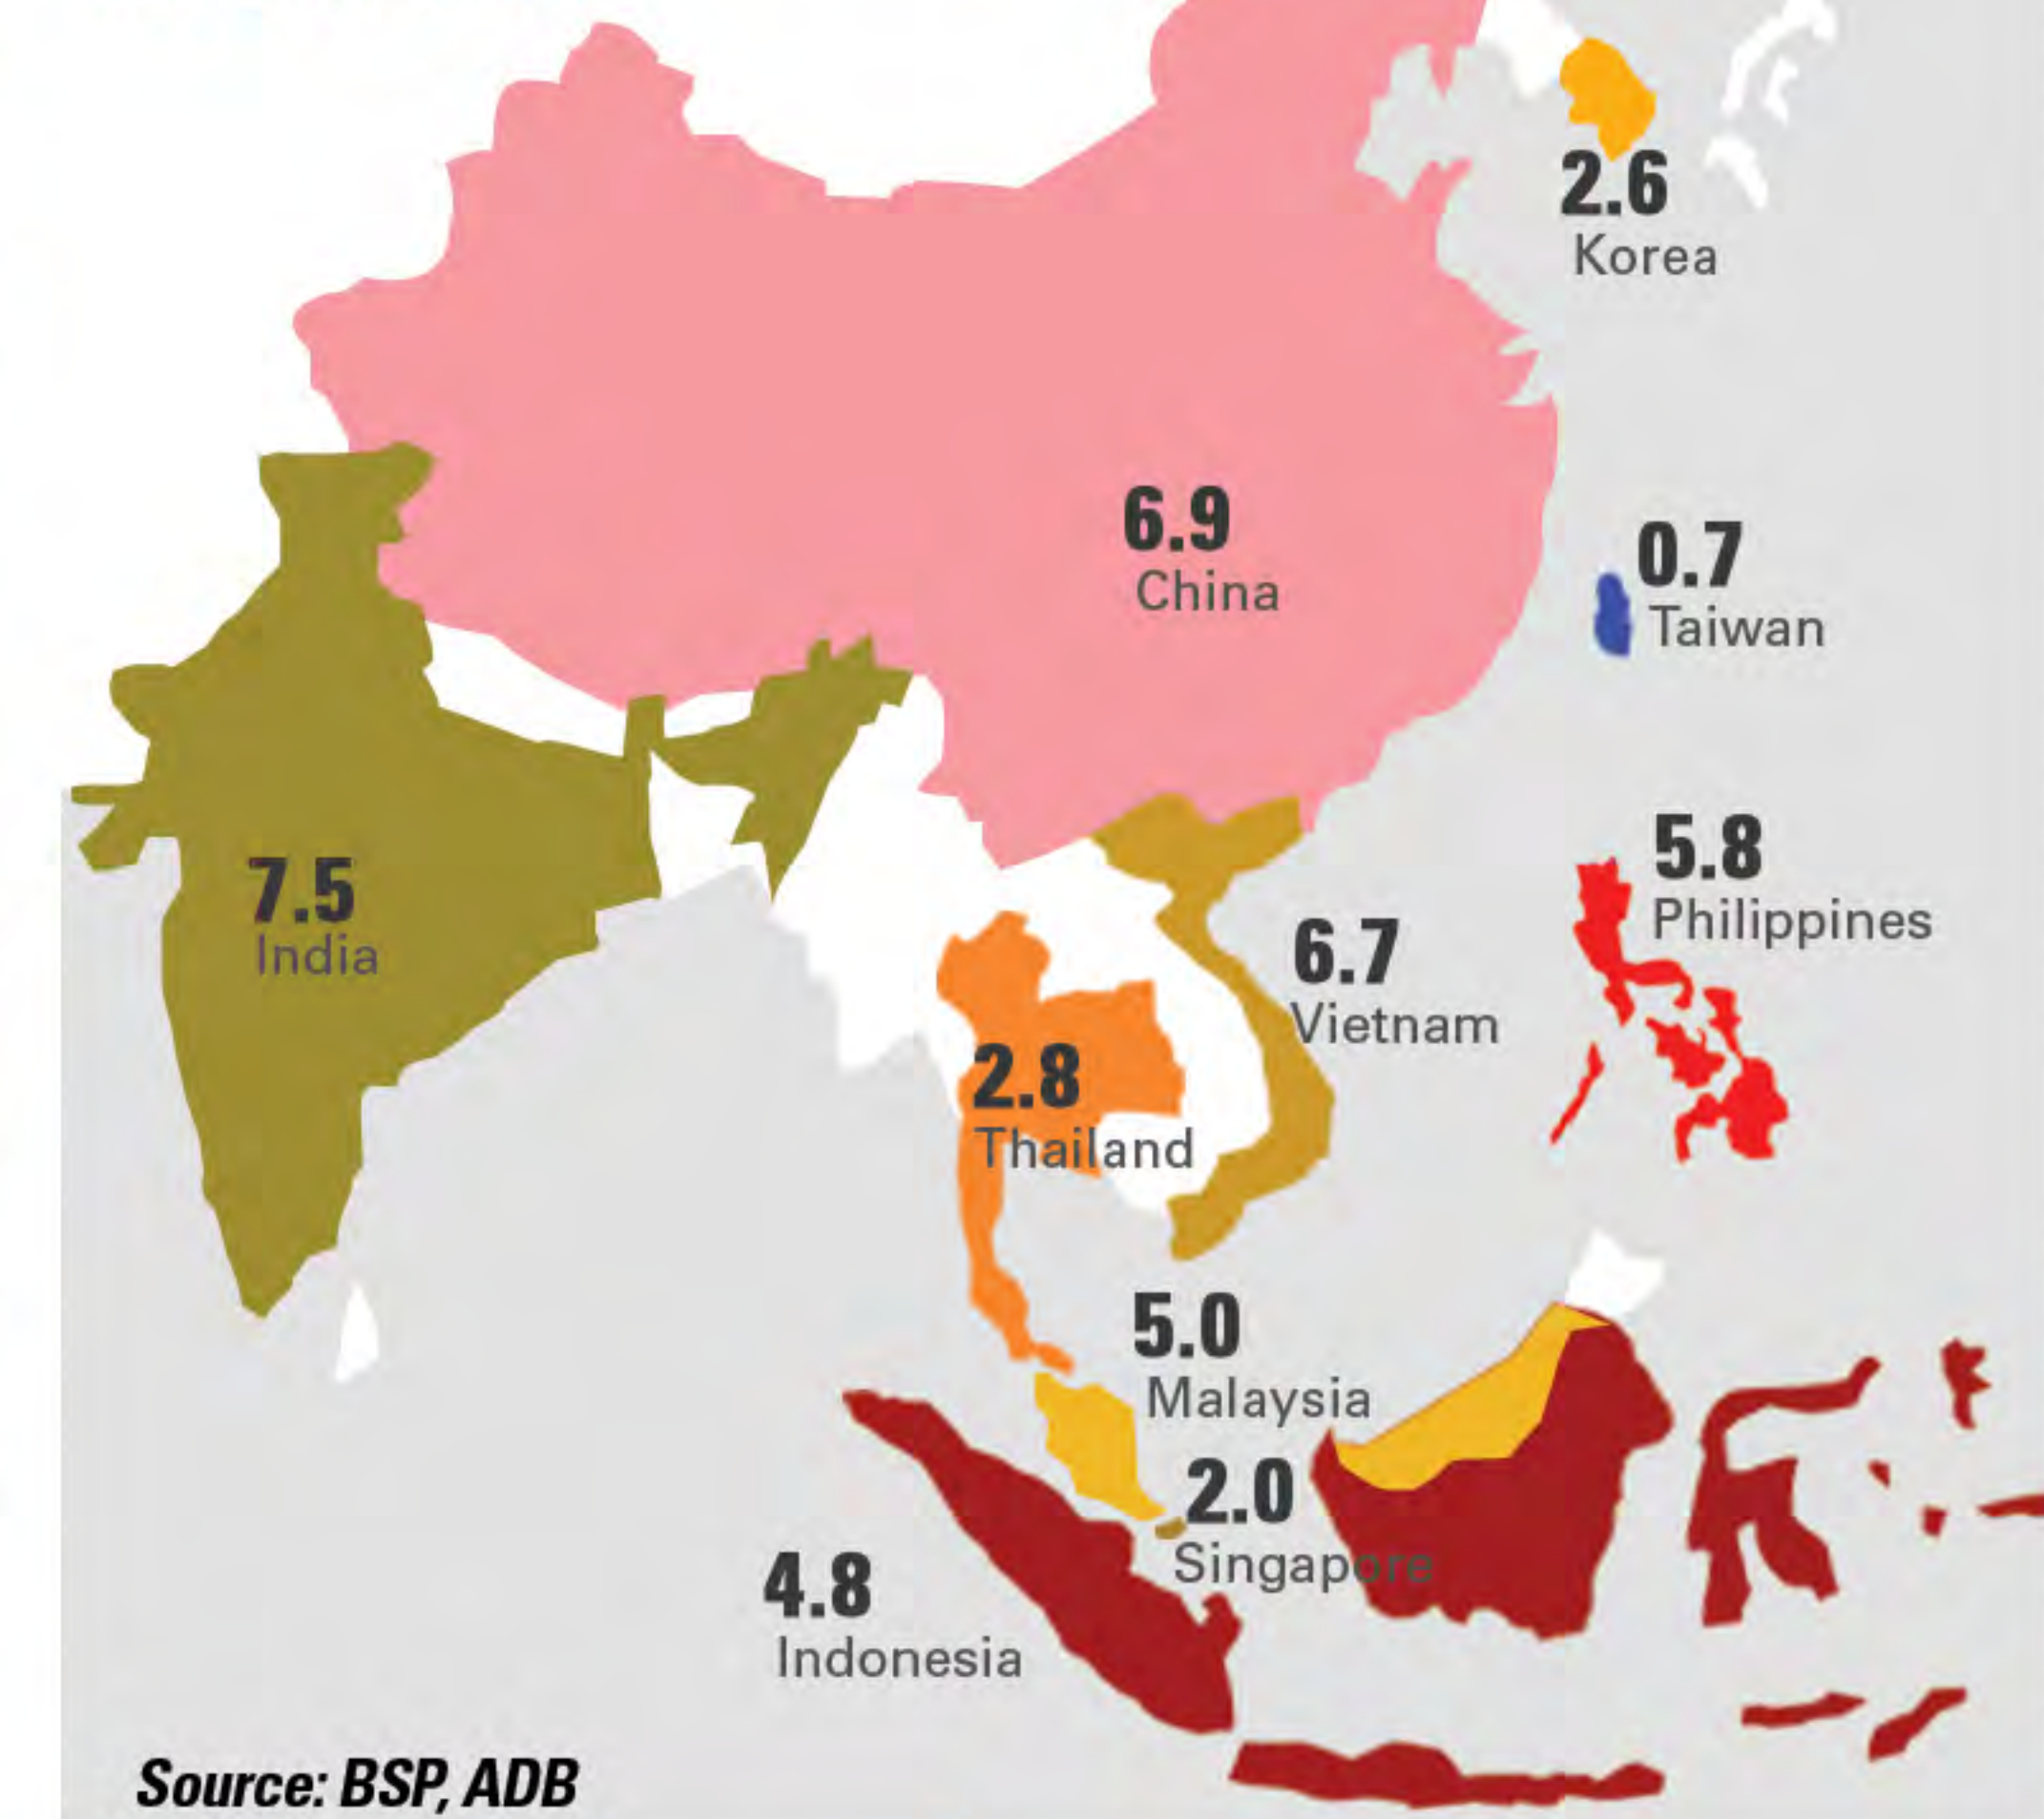 2.6
Korea
6.9
China
0.7
Taiwan
5.8
Philippines
7.5
India
6.7
Vietnam
2.8
Thailand
5.0
Malaysia
2.0
Singapore
4.8
Indonesia
Source: BSP, ADB